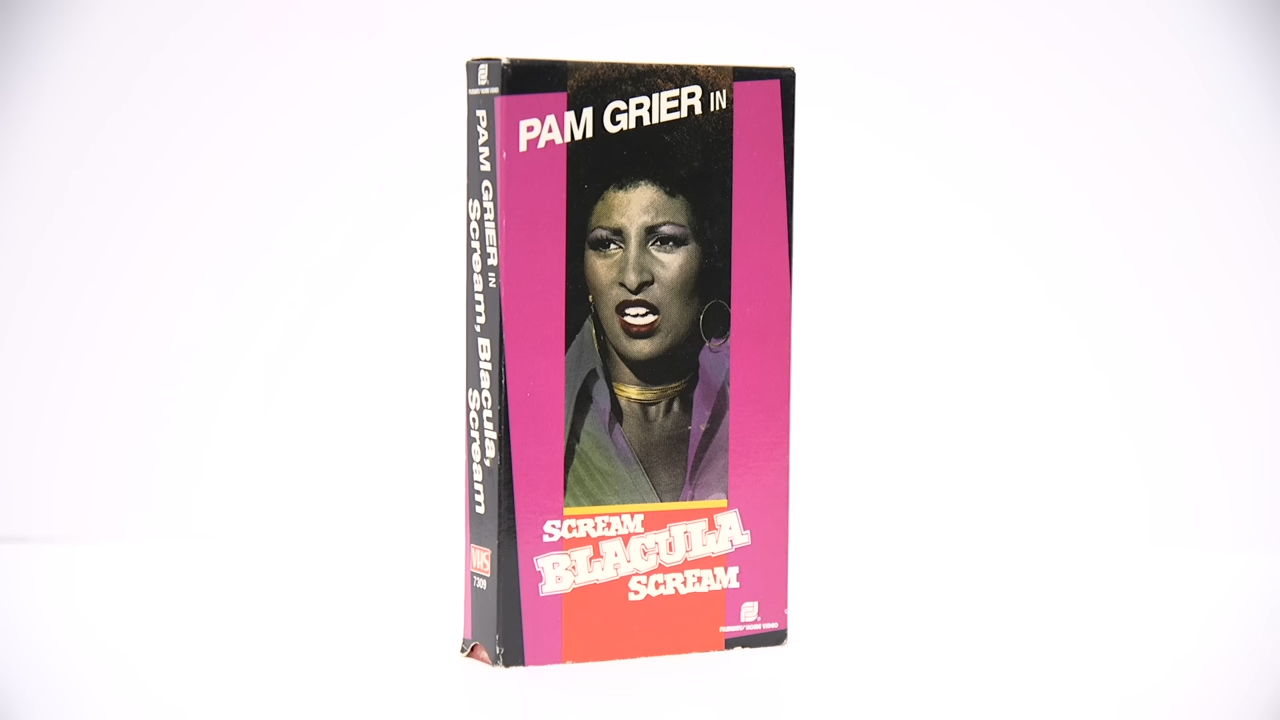 PAM GRIER IN
Scream, Blacula,
Scream
VHS
7309
PAM GRIER IN
SCREAM
BLACULA
SCREAM